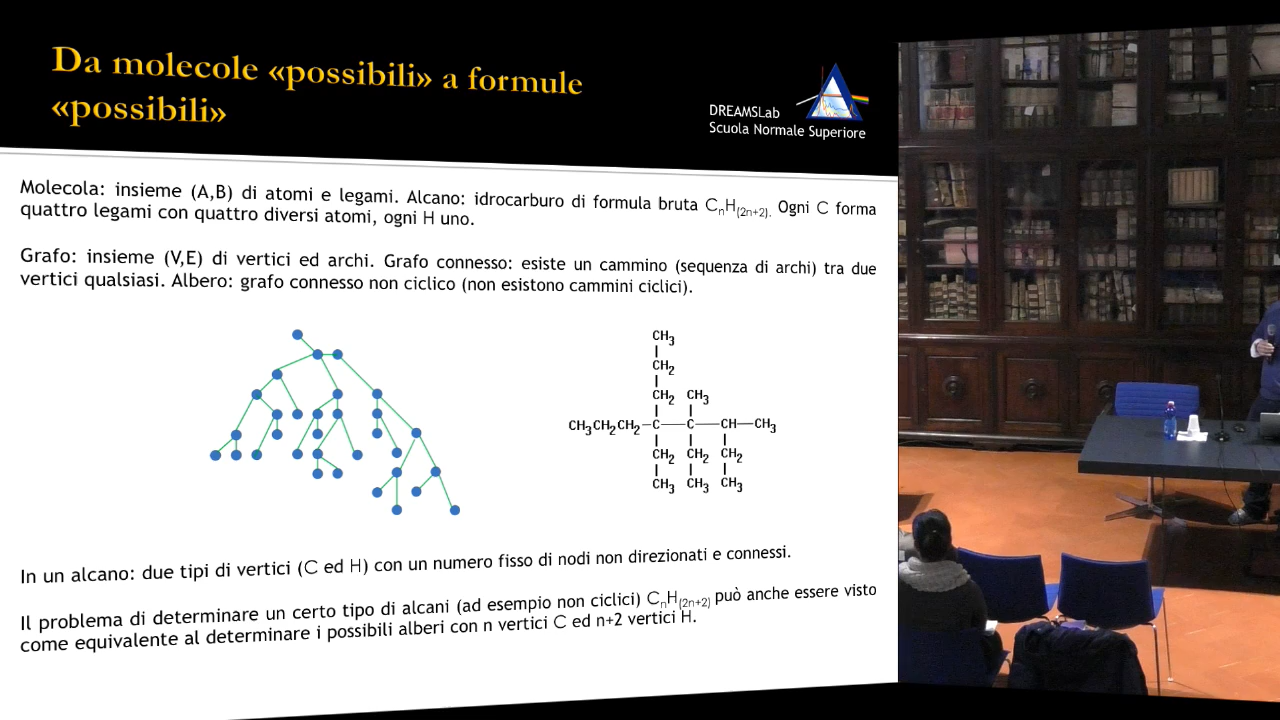 Da molecole «possibili» a formule
«possibili»
DREAMSLab
Scuola Normale Superiore
Molecola: insieme (A,B) di atomi e legami. Alcano: idrocarburo di formula bruta CnH(2n+2). Ogni C forma
quattro legami con quattro diversi atomi, ogni H uno.
Grafo: insieme (V,E) di vertici ed archi. Grafo connesso: esiste un cammino (sequenza di archi) tra due
vertici qualsiasi. Albero: grafo connesso non ciclico (non esistono cammini ciclici).
CH3
CH2
CH2 CH3
CH3CH2CH2—C—C—CH—CH3
CH2 CH2 CH2
CH3 CH3 CH3
In un alcano: due tipi di vertici (C ed H) con un numero fisso di nodi non direzionati e connessi.
Il problema di determinare un certo tipo di alcani (ad esempio non ciclici) CnH(2n+2) può anche essere visto
come equivalente al determinare i possibili alberi con n vertici C ed n+2 vertici H.